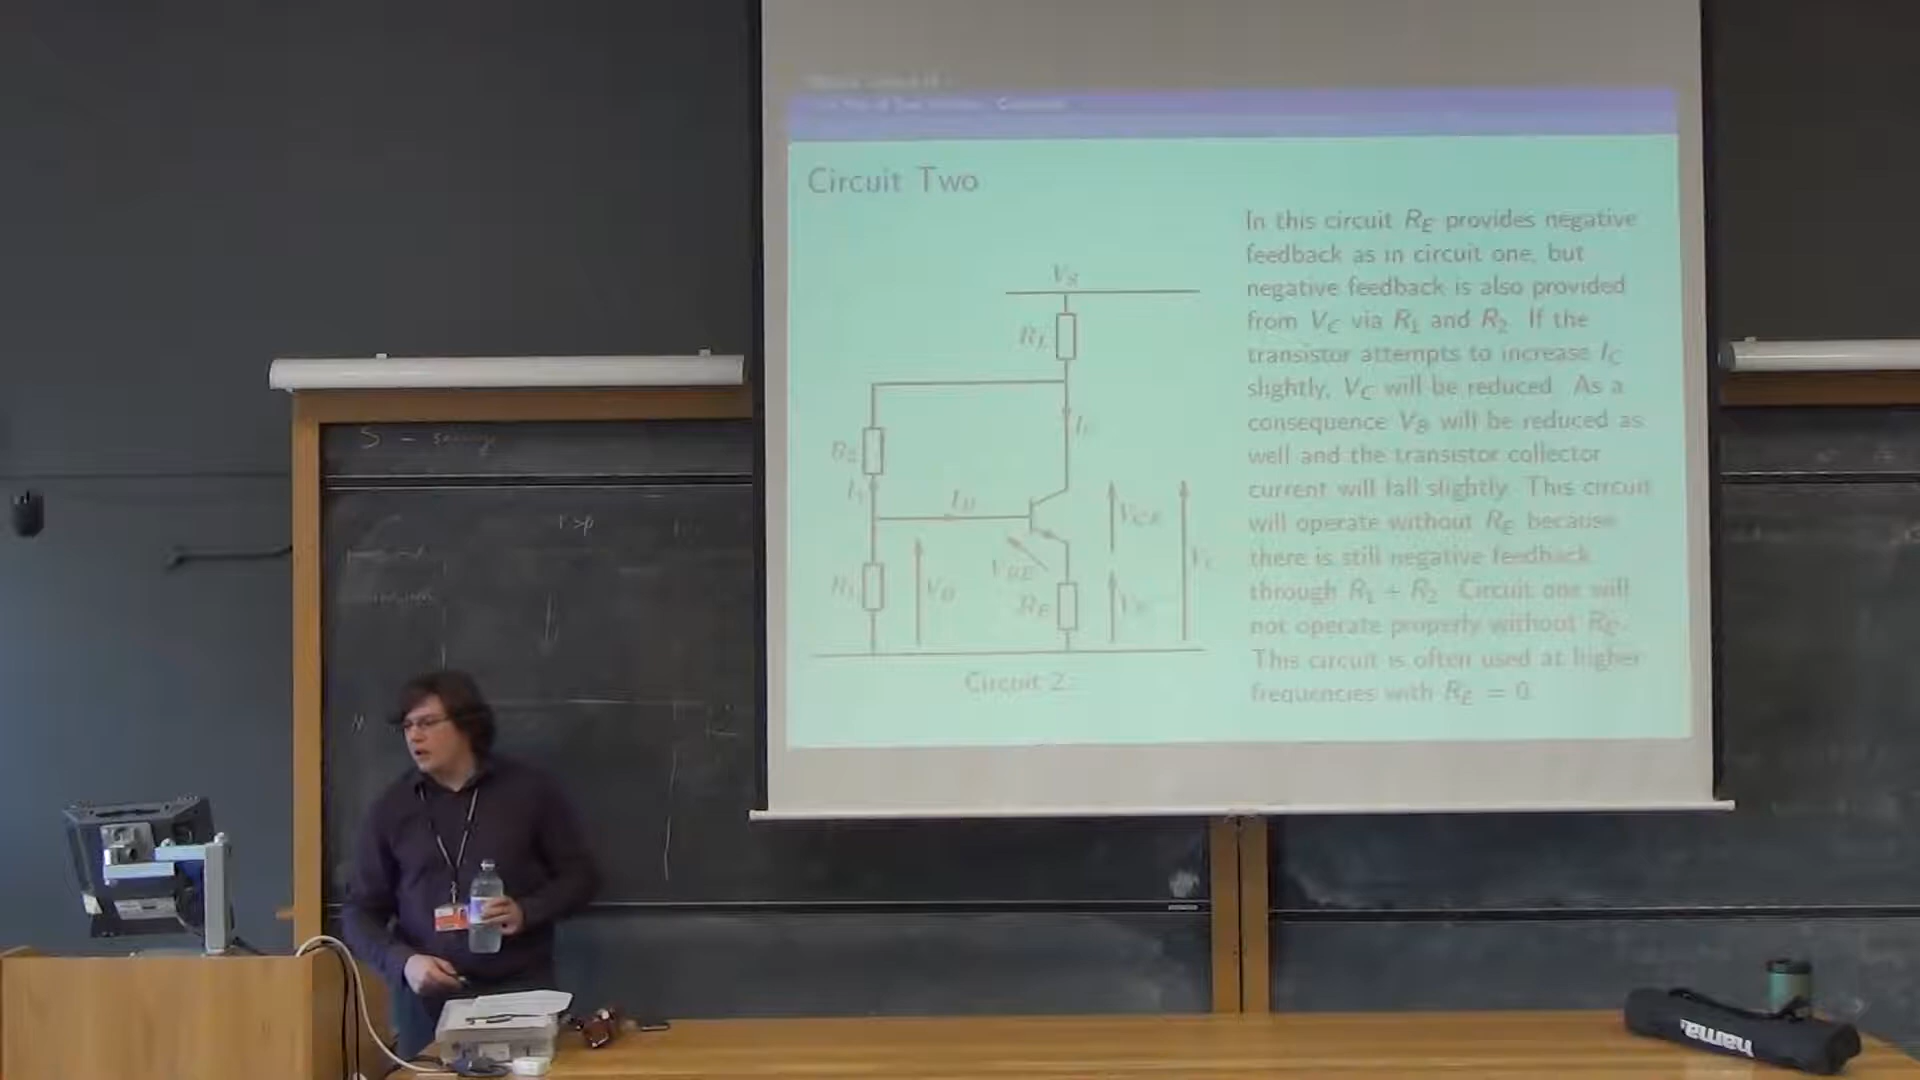 Circuit Two
In this circuit R_E provides negative
feedback as in circuit one, but
negative feedback is also provided
from V_C via R_1 and R_2. If the
transistor attempts to increase I_C
slightly, V_C will be reduced. As a
consequence V_B will be reduced as
well and the transistor collector
current will fall slightly. This circuit
will operate without R_E because
there is still negative feedback
through R_1 + R_2. Circuit one will
not operate properly without R_E.
This circuit is often used at higher
frequencies with R_E = 0.
V_S
R_L
I_C
R_2
I_1
I_B
V_CE
R_1
V_B
V_BE
R_E
V_E
V_C
Circuit 2:
S -
hama